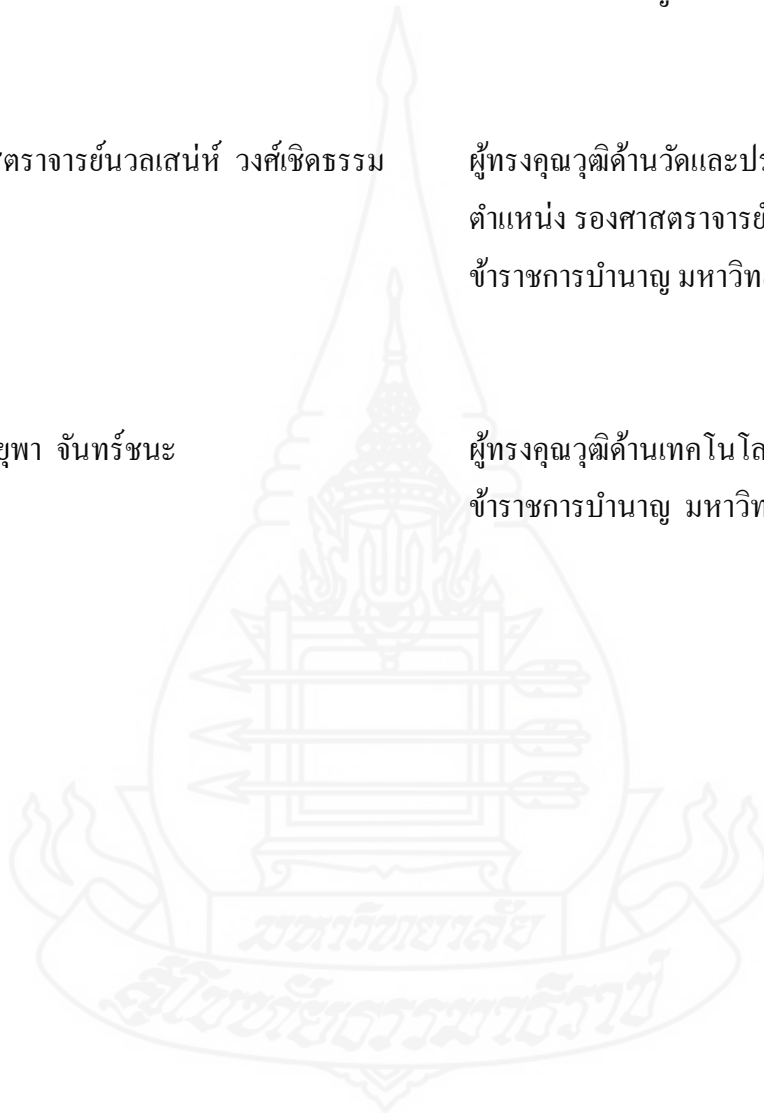 ตราจารย์นวลเสน่ห์ วงศ์เชิดธรรม
ผู้ทรงคุณวุฒิด้านวัดและปร
ตำแหน่ง รองศาสตราจารย์
ข้าราชการบำนาญ มหาวิท
ยุพา จันทร์ชนะ
ผู้ทรงคุณวุฒิด้านเทคโนโล
ข้าราชการบำนาญ มหาวิท
มหาวิทยาลัย
สุโขทัยธรรมาธิราช